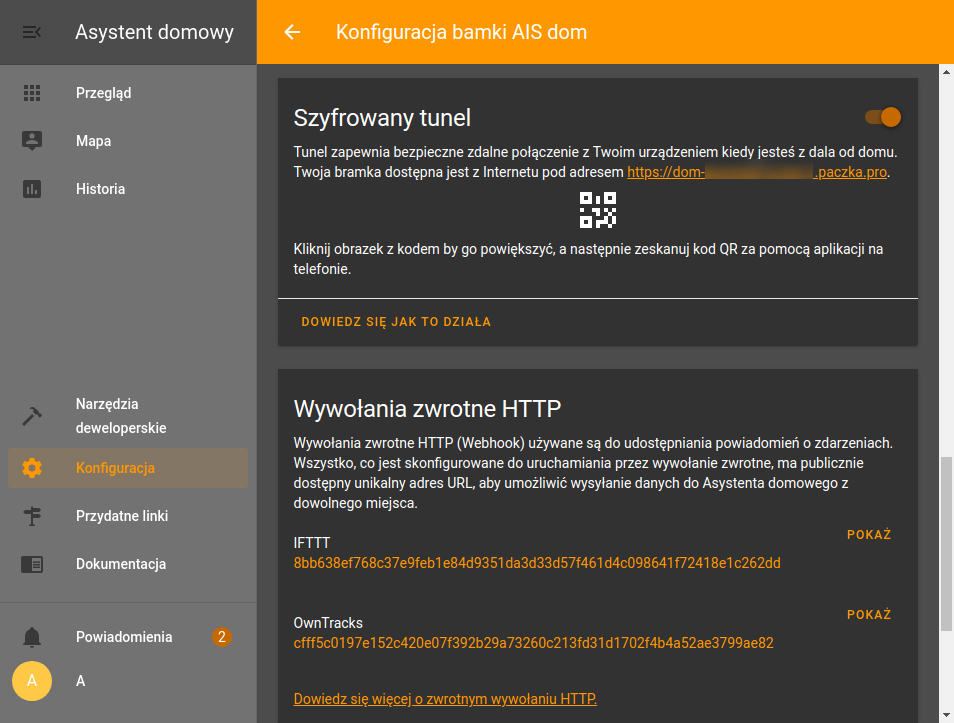 Asystent domowy
Konfiguracja bamki AIS dom
Przegląd
Mapa
Historia
Narzędzia
deweloperskie
Konfiguracja
Przydatne linki
Dokumentacja
Powiadomienia
2
A
A
Szyfrowany tunel
Tunel zapewnia bezpieczne zdalne połączenie z Twoim urządzeniem kiedy jesteś z dala od domu.
Twoja bramka dostępna jest z Internetu pod adresem https://dom- .paczka.pro.
Kliknij obrazek z kodem by go powiększyć, a następnie zeskanuj kod QR za pomocą aplikacji na
telefonie.
DOWIEDZ SIĘ JAK TO DZIAŁA
Wywołania zwrotne HTTP
Wywołania zwrotne HTTP (Webhook) używane są do udostępniania powiadomień o zdarzeniach.
Wszystko, co jest skonfigurowane do uruchamiania przez wywołanie zwrotne, ma publicznie
dostępny unikalny adres URL, aby umożliwić wysyłanie danych do Asystenta domowego z
dowolnego miejsca.
IFTTT
POKAŻ
8bb638ef768c37e9feb1e84d9351da3d33d57f461d4c098641f72418e1c262dd
OwnTracks
POKAŻ
cfff5c0197e152c420e07f392b29a73260c213fd31d1702f4b4a52ae3799ae82
Dowiedz się więcej o zwrotnym wywołaniu HTTP.